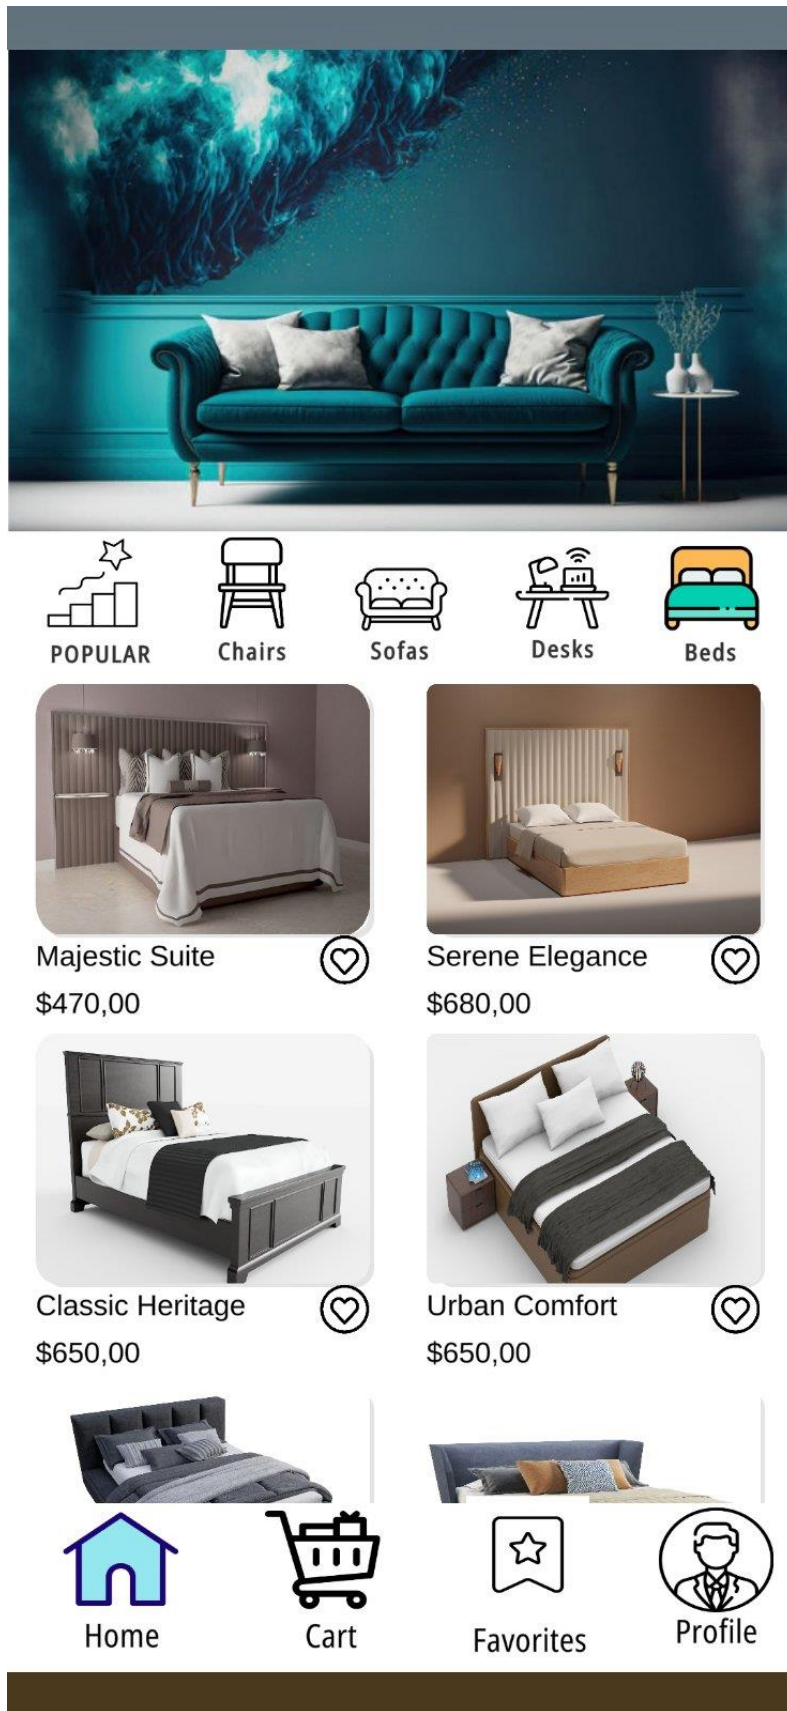 POPULAR
Chairs
Sofas
Desks
Beds
Majestic Suite
$470,00
Serene Elegance
$680,00
Classic Heritage
$650,00
Urban Comfort
$650,00
Home
Cart
Favorites
Profile